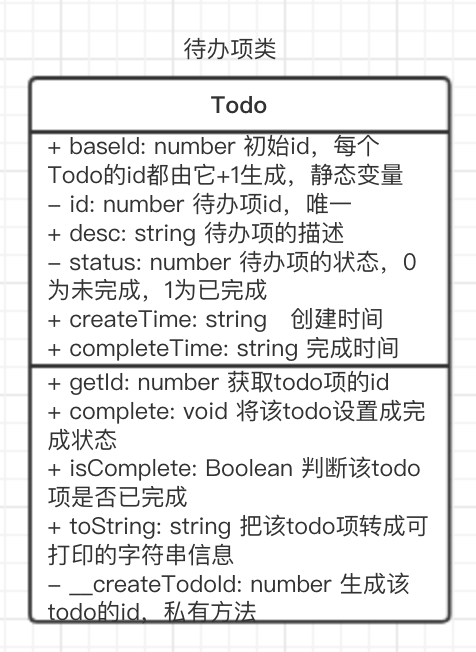 待办项类
Todo
+ baseId: number 初始id，每个
Todo的id都由它+1生成，静态变量
- id: number 待办项id，唯一
+ desc: string 待办项的描述
- status: number 待办项的状态，0
为未完成，1为已完成
+ createTime: string 创建时间
+ completeTime: string 完成时间
+ getId: number 获取todo项的id
+ complete: void 将该todo设置成完
成状态
+ isComplete: Boolean 判断该todo
项是否已完成
+ toString: string 把该todo项转成可
打印的字符串信息
- __createTodoId: number 生成该
todo的id，私有方法